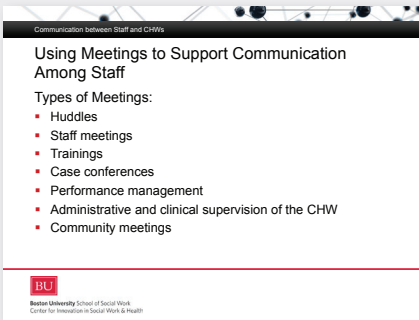 Communication between Staff and CHWs
Using Meetings to Support Communication
Among Staff
Types of Meetings:
▪ Huddles
▪ Staff meetings
▪ Trainings
▪ Case conferences
▪ Performance management
▪ Administrative and clinical supervision of the CHW
▪ Community meetings
BU
Boston University School of Social Work
Center for Innovation in Social Work & Health